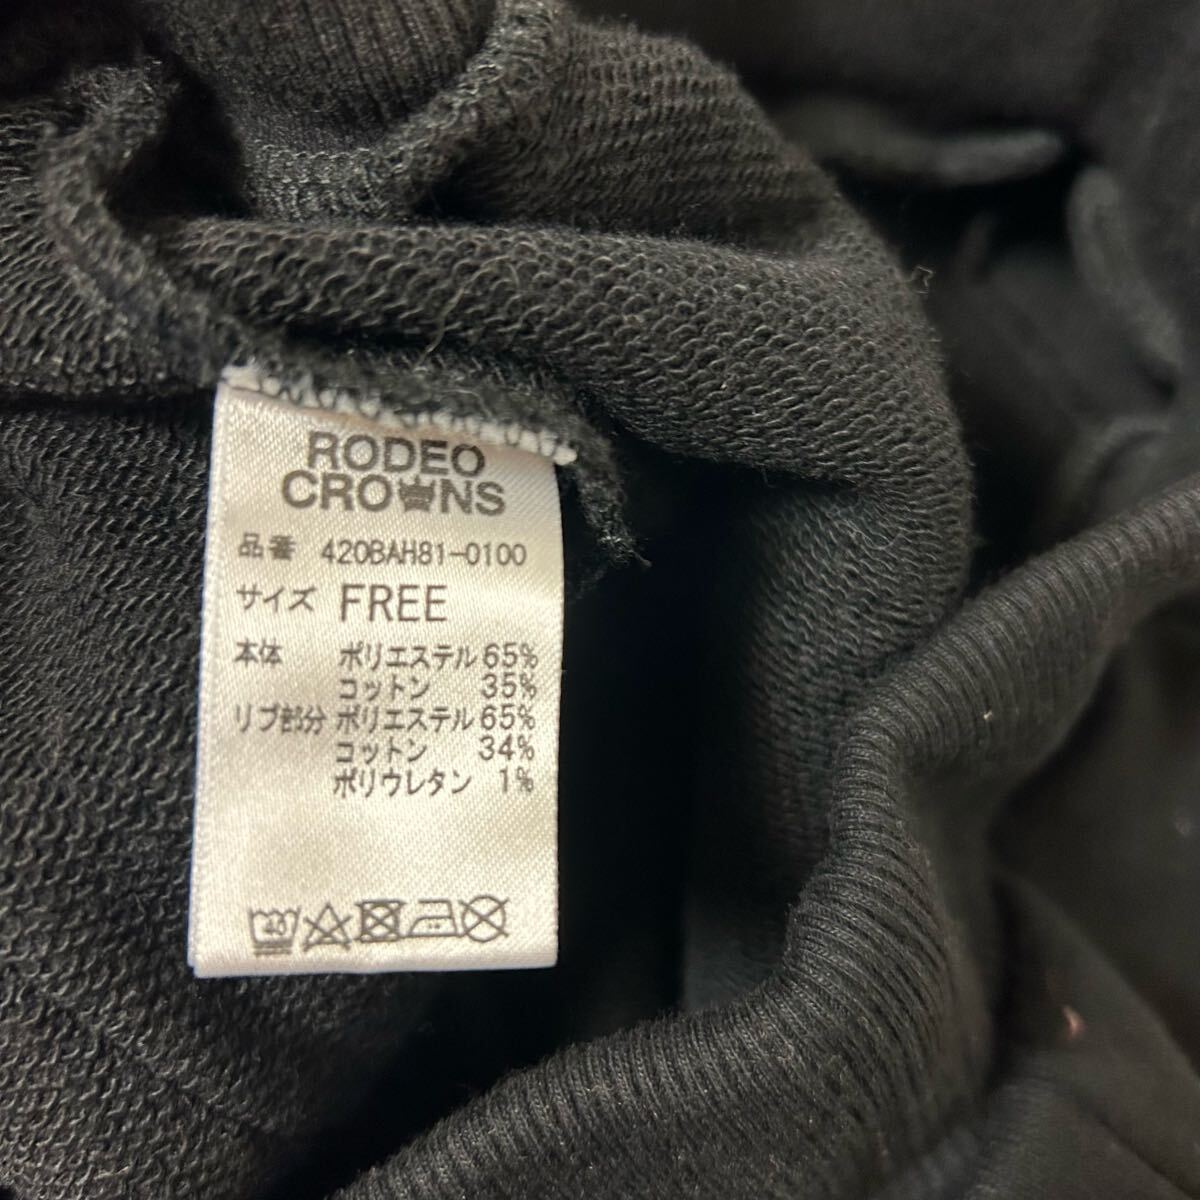 RODEO
CROWNS
品番 420BAH81-0100
サイズ FREE
本体 ポリエステル 65%
コットン 35%
リブ部分 ポリエステル 65%
コットン 34%
ポリウレタン 1%
40